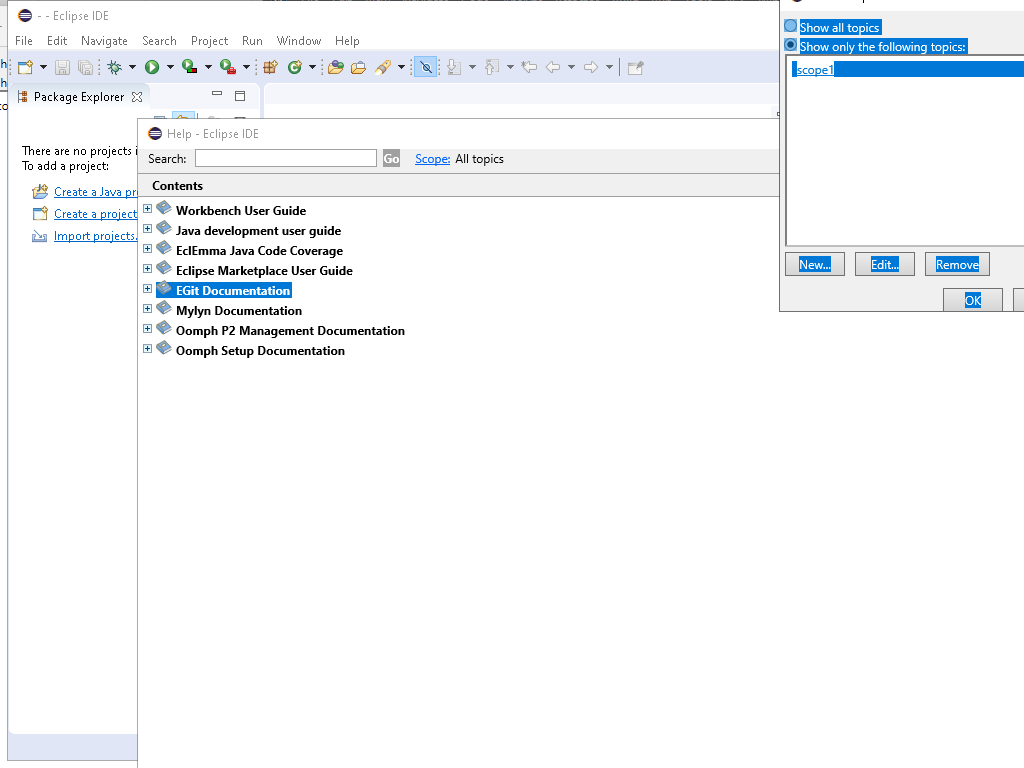 - - Eclipse IDE
File Edit Navigate Search Project Run Window Help
Package Explorer
There are no projects i
To add a project:
Create a Java pr
Create a project
Import projects.
Help - Eclipse IDE
Search: Go Scope: All topics
Contents
Workbench User Guide
Java development user guide
EclEmma Java Code Coverage
Eclipse Marketplace User Guide
EGit Documentation
Mylyn Documentation
Oomph P2 Management Documentation
Oomph Setup Documentation
Show all topics
Show only the following topics:
scope1
New... Edit... Remove
OK